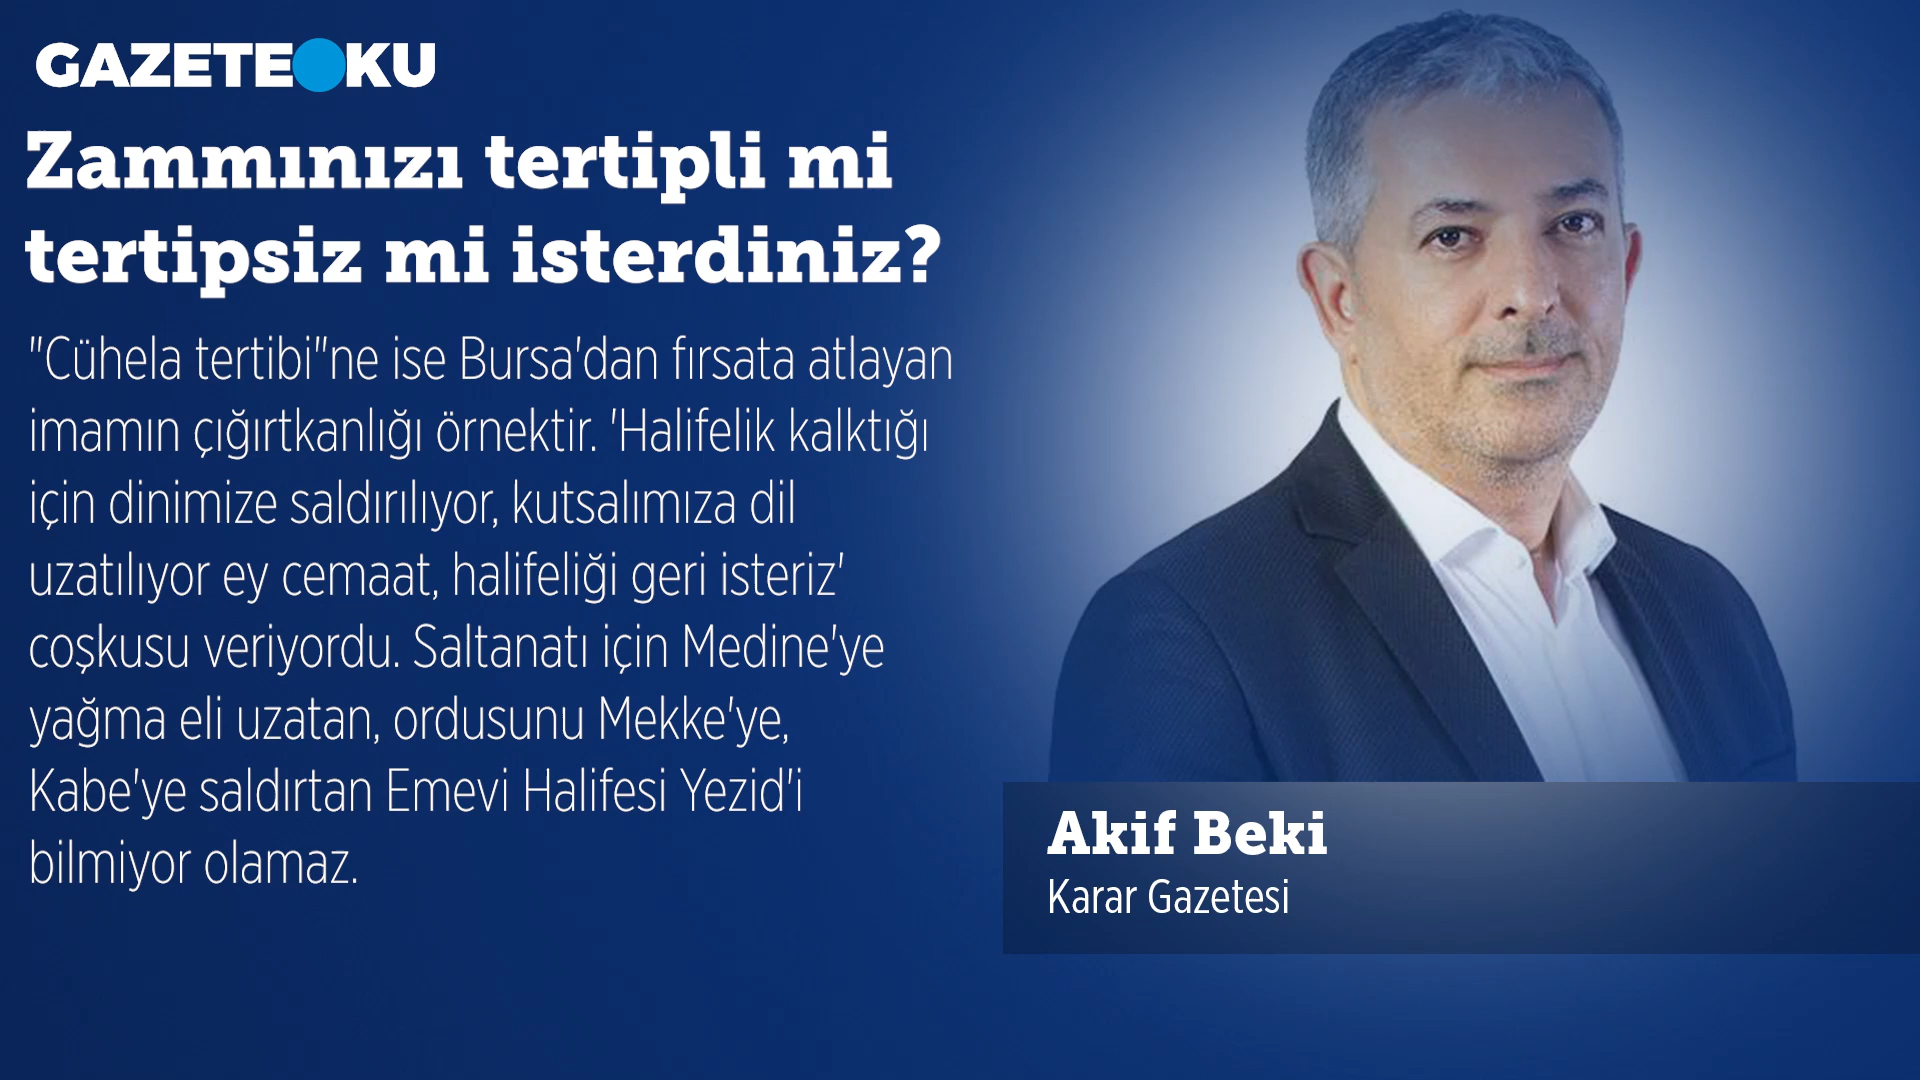 GAZETE KU
Zammınızı tertipli mi
tertipsiz mi isterdiniz?
"Cühela tertibi"ne ise Bursa'dan fırsata atlayan
imamın çığırtkanlığı örnektir. 'Halifelik kalktığı
için dinimize saldırılıyor, kutsalımıza dil
uzatılıyor ey cemaat, halifeliği geri isteriz'
coşkusu veriyordu. Saltanatı için Medine'ye
yağma eli uzatan, ordusunu Mekke'ye,
Kabe'ye saldırtan Emevi Halifesi Yezid'i
bilmiyor olamaz.
Akif Beki
Karar Gazetesi